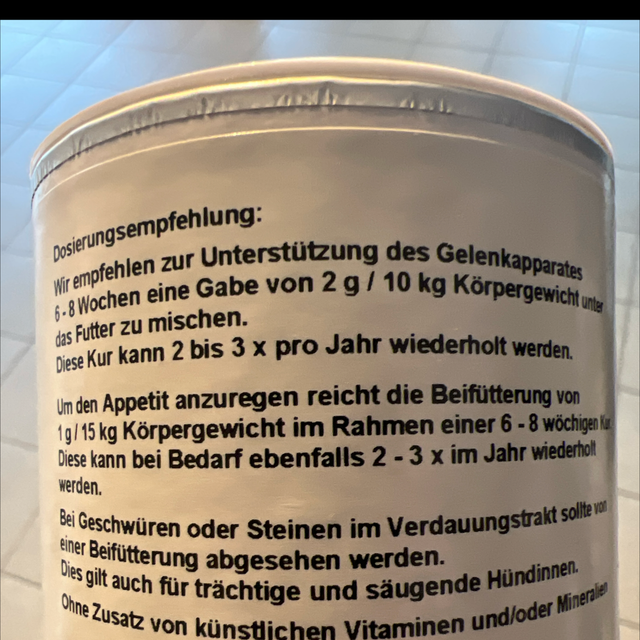 Dosierungsempfehlung:
Wir empfehlen zur Unterstützung des Gelenkapparates
6 - 8 Wochen eine Gabe von 2 g / 10 kg Körpergewicht unter
das Futter zu mischen.
Diese Kur kann 2 bis 3 x pro Jahr wiederholt werden.
Um den Appetit anzuregen reicht die Beifütterung von
1 g / 15 kg Körpergewicht im Rahmen einer 6 - 8 wöchigen Kur.
Diese kann bei Bedarf ebenfalls 2 - 3 x im Jahr wiederholt
werden.
Bei Geschwüren oder Steinen im Verdauungstrakt sollte von
einer Beifütterung abgesehen werden.
Dies gilt auch für trächtige und säugende Hündinnen.
Ohne Zusatz von künstlichen Vitaminen und/oder Mineralien